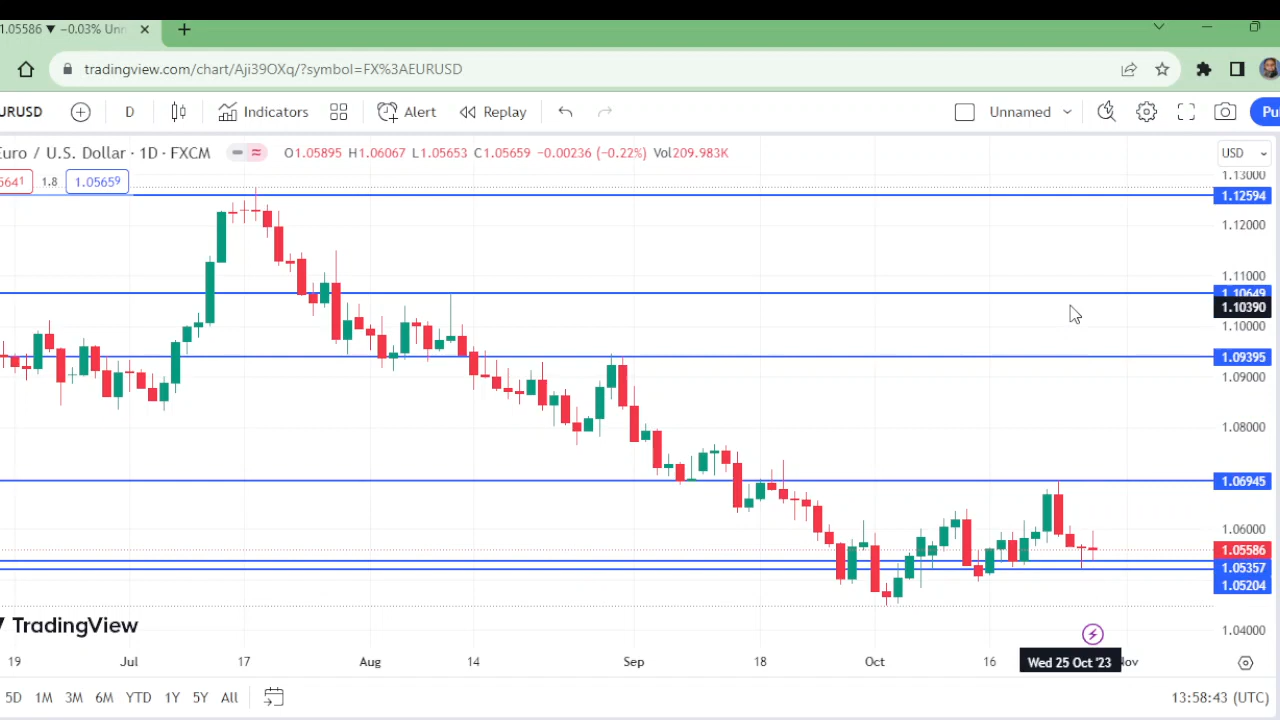 1.05586 ▼ −0.03% Unn
tradingview.com/chart/Aji39OXq/?symbol=FX%3AEURUSD
URUSD D Indicators Alert Replay Unnamed Pu
Euro / U.S. Dollar · 1D · FXCM O1.05895 H1.06067 L1.05653 C1.05659 −0.00236 (−0.22%) Vol209.983K USD
5641 1.8 1.05659
1.13000
1.12594
1.12000
1.11000
1.10649
1.10390
1.10000
1.09395
1.09000
1.08000
1.06945
1.06000
1.05586
1.05357
1.05204
1.04000
TradingView
19 Jul 17 Aug 14 Sep 18 Oct 16 Wed 25 Oct '23 Nov
5D 1M 3M 6M YTD 1Y 5Y All 13:58:43 (UTC)